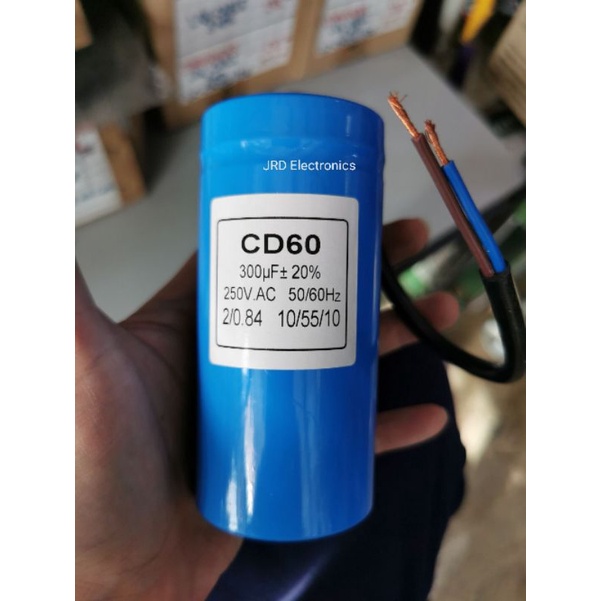 JRD Electronics
CD60
300µF± 20%
250V.AC 50/60Hz
2/0.84 10/55/10